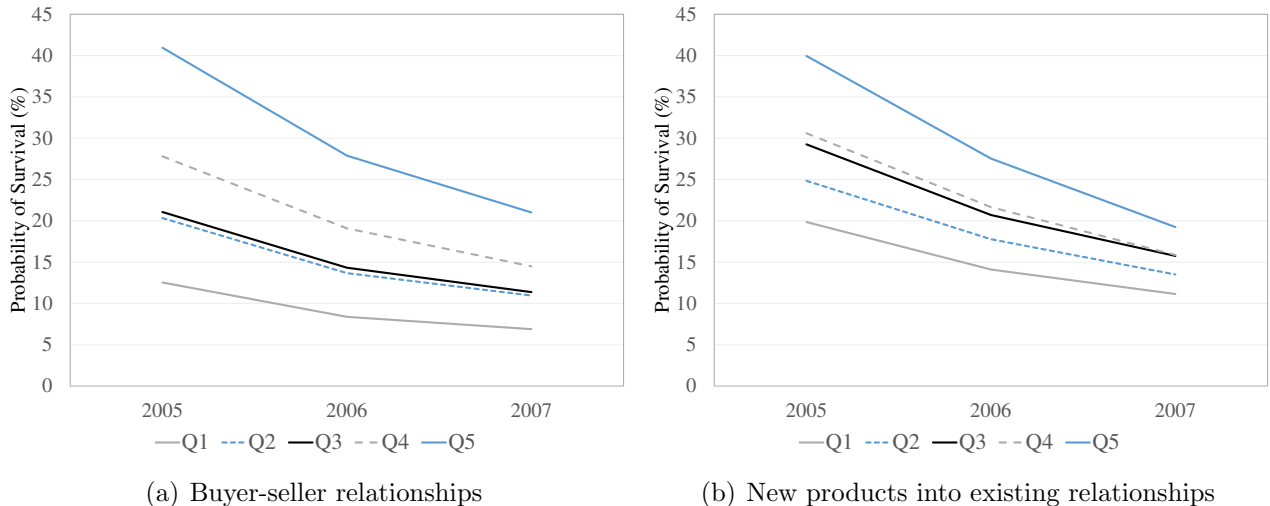 45
40
35
30
25
20
15
10
5
0
Probability of Survival (%)
2005 2006 2007
Q1 Q2 Q3 Q4 Q5
(a) Buyer-seller relationships
45
40
35
30
25
20
15
10
5
0
Probability of Survival (%)
2005 2006 2007
Q1 Q2 Q3 Q4 Q5
(b) New products into existing relationships